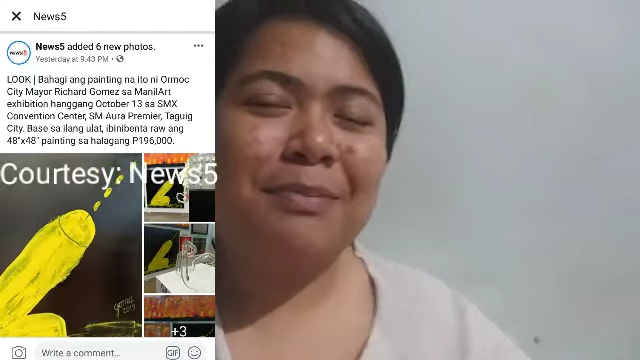 News5
NEWS5
News5 added 6 new photos.
Yesterday at 9:43 PM •
LOOK | Bahagi ang painting na ito ni Ormoc
City Mayor Richard Gomez sa ManilArt
exhibition hanggang October 13 sa SMX
Convention Center, SM Aura Premier, Taguig
City. Base sa ilang ulat, ibinibenta raw ang
48"x48" painting sa halagang P196,000.
Courtesy: News5
2019
+3
Write a comment...
GIF